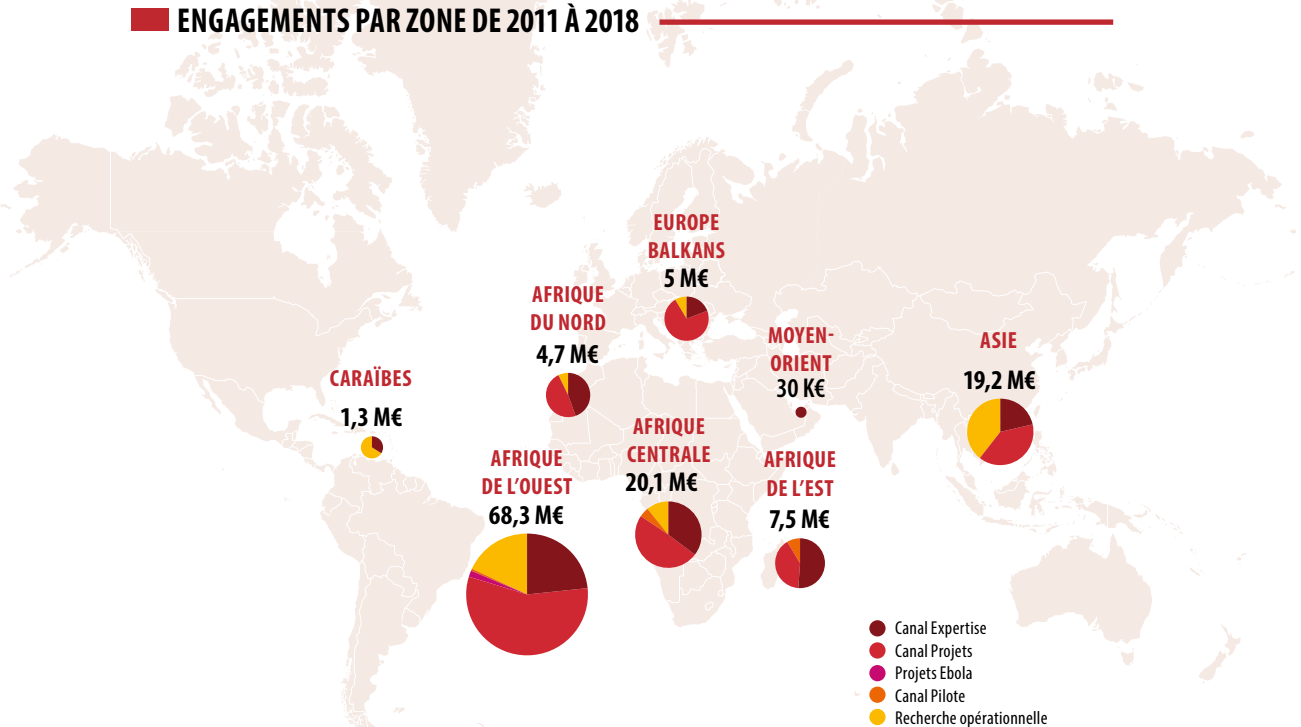 ENGAGEMENTS PAR ZONE DE 2011 À 2018
EUROPE
BALKANS
5 M€
AFRIQUE
DU NORD
4,7 M€
MOYEN-
ORIENT
30 K€
ASIE
19,2 M€
CARAÏBES
1,3 M€
AFRIQUE
CENTRALE
20,1 M€
AFRIQUE
DE L'OUEST
68,3 M€
AFRIQUE
DE L'EST
7,5 M€
Canal Expertise
Canal Projets
Projets Ebola
Canal Pilote
Recherche opérationnelle